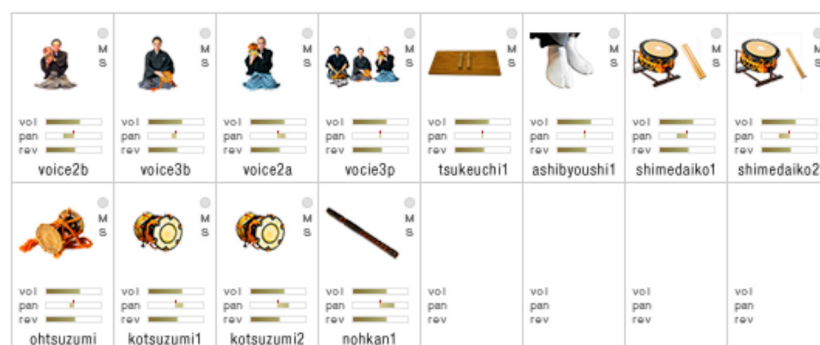 M M M M M M M M
S S S S S S S S
vol vol vol vol vol vol vol vol
pan pan pan pan pan pan pan pan
rev rev rev rev rev rev rev rev
voice2b voice3b voice2a vocie3p tsukeuchi1 ashibyoushi1 shimedaiko1 shimedaiko2
M M M M
S S S S
vol vol vol vol vol vol vol vol
pan pan pan pan pan pan pan pan
rev rev rev rev rev rev rev rev
ohtsuzumi kotsuzumi1 kotsuzumi2 nohkan1